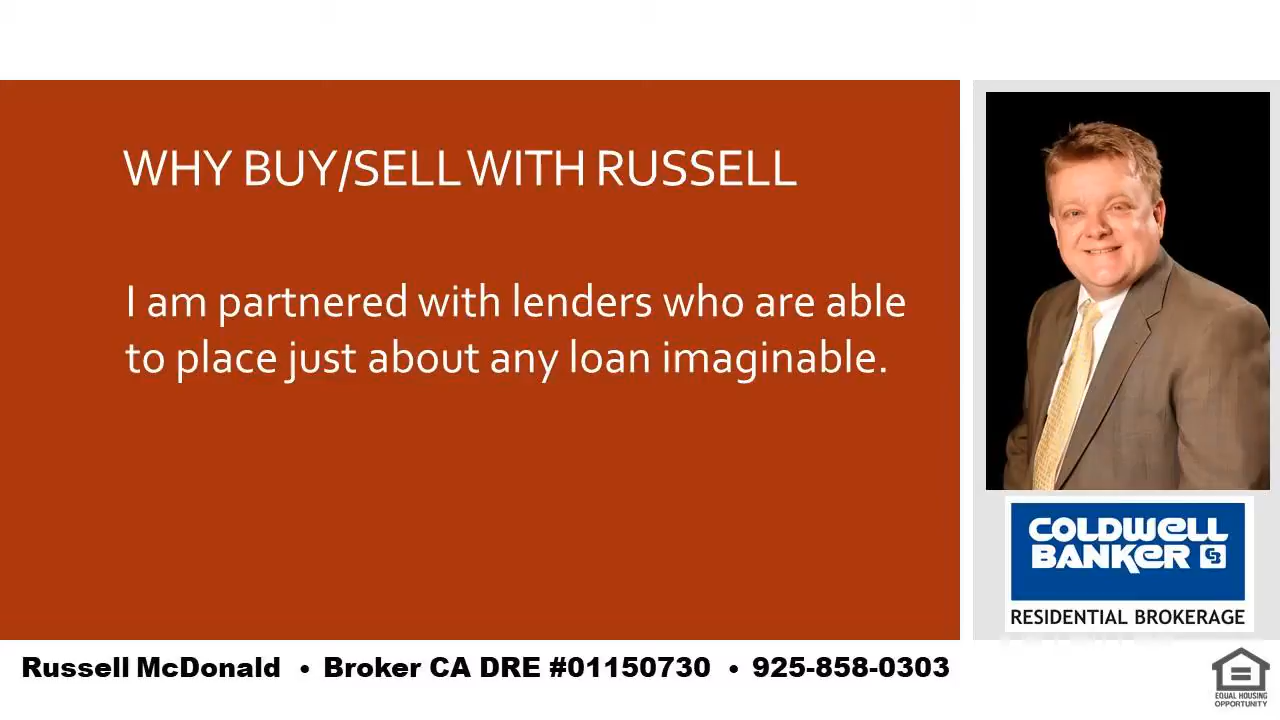 WHY BUY/SELL WITH RUSSELL
I am partnered with lenders who are able
to place just about any loan imaginable.
COLDWELL
BANKER CB
RESIDENTIAL BROKERAGE
Russell McDonald • Broker CA DRE #01150730 • 925-858-0303
EQUAL HOUSING
OPPORTUNITY